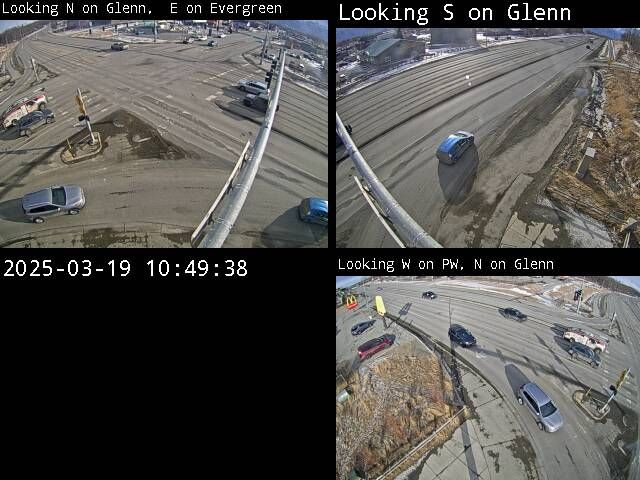 Looking N on Glenn,  E on Evergreen
Looking S on Glenn
2025-03-19 10:49:38
Looking W on PW, N on Glenn